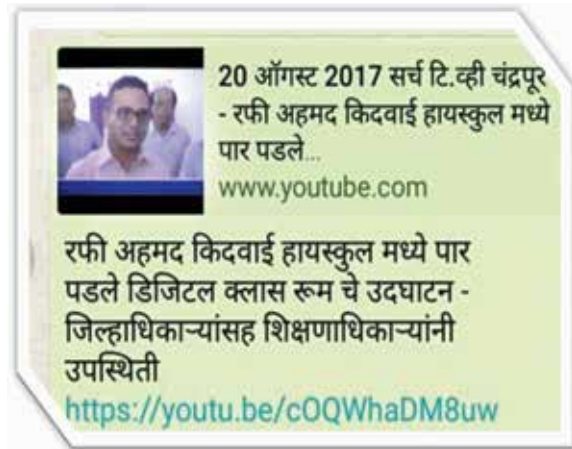 20 ऑगस्ट 2017 सर्च टि.व्ही चंद्रपूर
- रफी अहमद किदवाई हायस्कुल मध्ये
पार पडले...
www.youtube.com
रफी अहमद किदवाई हायस्कुल मध्ये पार
पडले डिजिटल क्लास रूम चे उदघाटन -
जिल्हाधिकाऱ्यांसह शिक्षणाधिकाऱ्यांनी
उपस्थिती
https://youtu.be/cOQWhaDM8uw